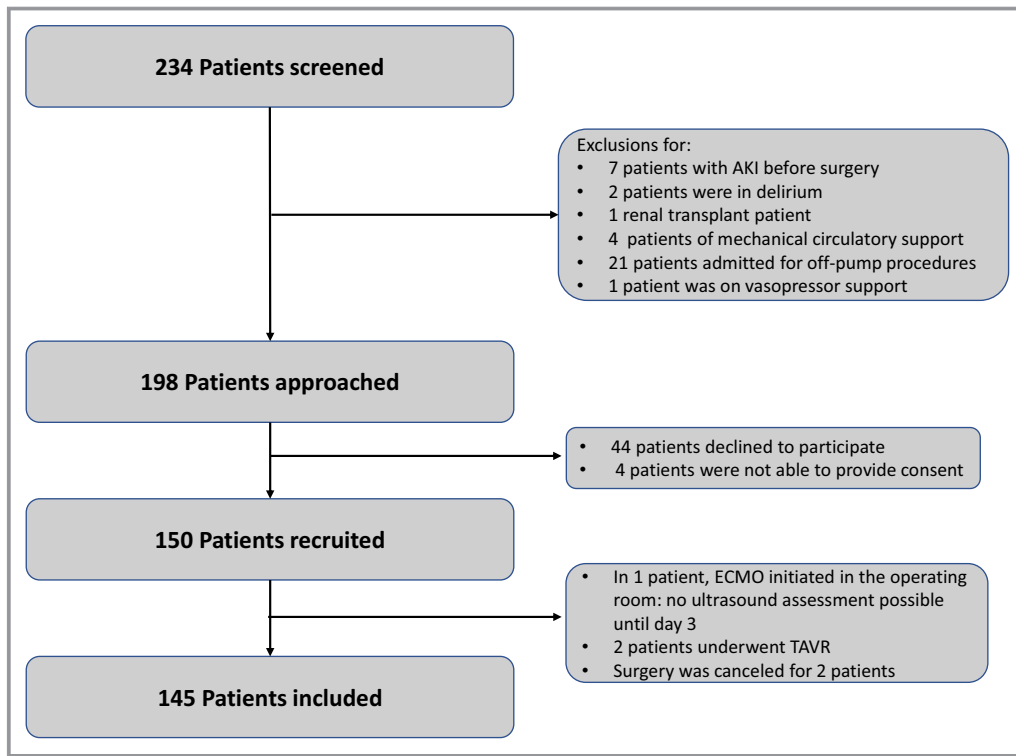 234 Patients screened
Exclusions for:
• 7 patients with AKI before surgery
• 2 patients were in delirium
• 1 renal transplant patient
• 4 patients of mechanical circulatory support
• 21 patients admitted for off-pump procedures
• 1 patient was on vasopressor support
198 Patients approached
• 44 patients declined to participate
• 4 patients were not able to provide consent
150 Patients recruited
• In 1 patient, ECMO initiated in the operating
room: no ultrasound assessment possible
until day 3
• 2 patients underwent TAVR
• Surgery was canceled for 2 patients
145 Patients included